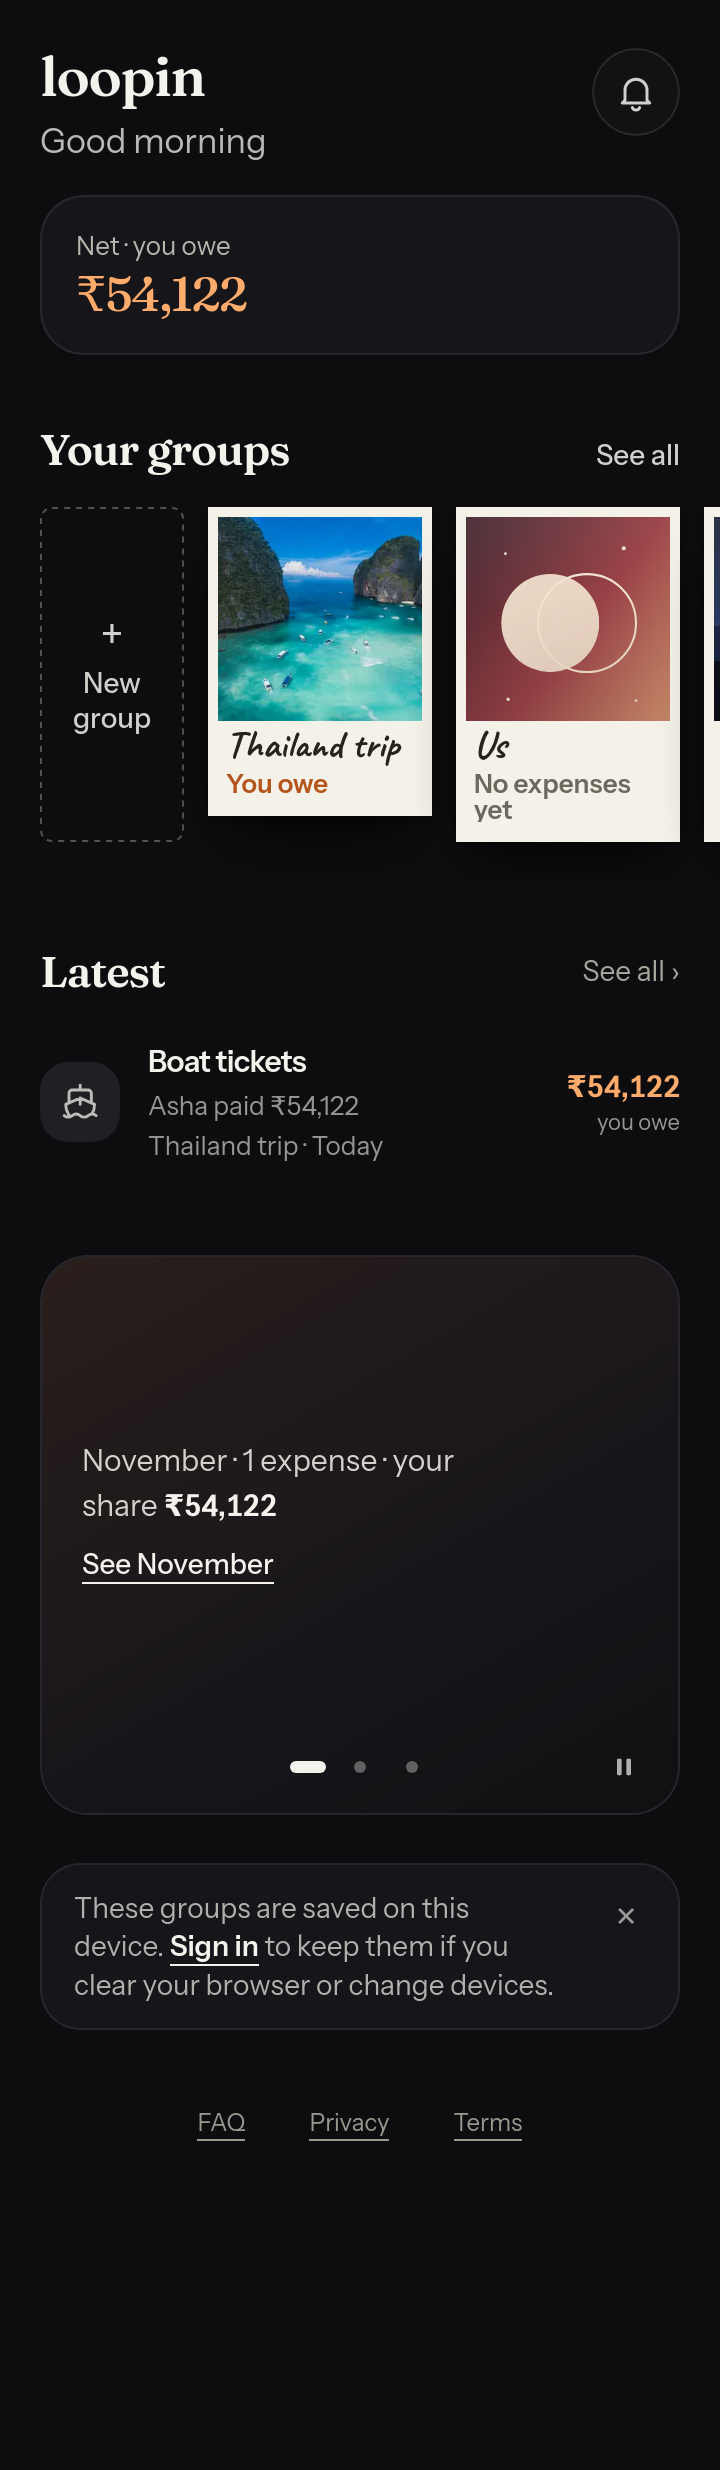 loopin
Good morning
Net · you owe
₹54,122
Your groups
See all
+
New
group
Thailand trip
You owe
Us
No expenses
yet
Latest
See all ›
Boat tickets
Asha paid ₹54,122
Thailand trip · Today
₹54,122
you owe
November · 1 expense · your
share ₹54,122
See November
These groups are saved on this
device. Sign in to keep them if you
clear your browser or change devices.
FAQ
Privacy
Terms